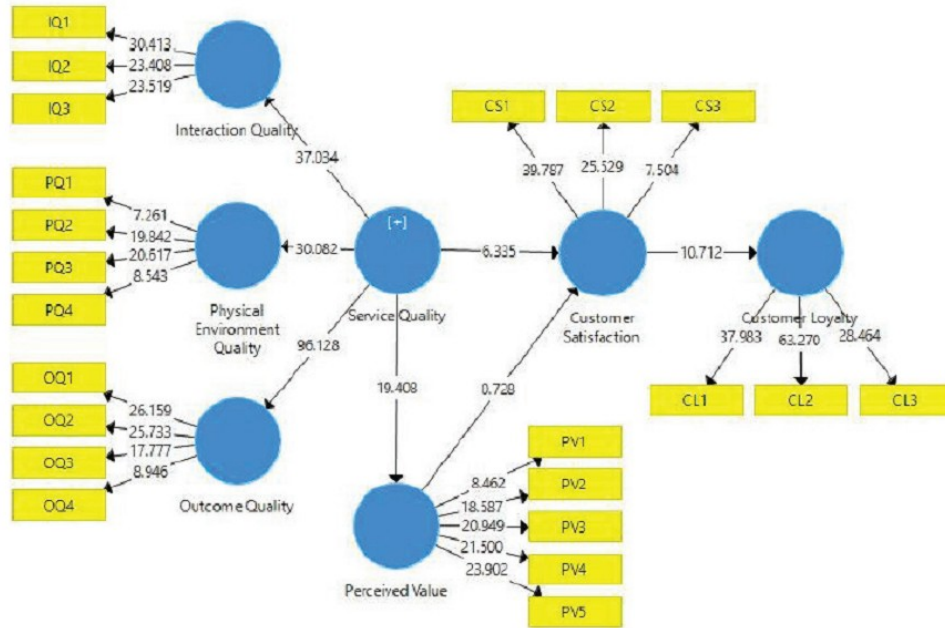 IQ1
IQ2
IQ3
30.413
23.408
23.519
Interaction Quality
37.034
CS1
CS2
CS3
39.787
25.529
7.504
PQ1
PQ2
PQ3
PQ4
7.261
19.842
20.617
8.543
Physical
Environment
Quality
30.082
[+]
Service Quality
6.335
Customer
Satisfaction
10.712
Customer Loyalty
37.983
63.270
28.464
CL1
CL2
CL3
96.128
19.408
0.728
OQ1
OQ2
OQ3
OQ4
26.159
25.733
17.777
8.946
Outcome Quality
Perceived Value
8.462
18.587
20.949
21.500
23.902
PV1
PV2
PV3
PV4
PV5